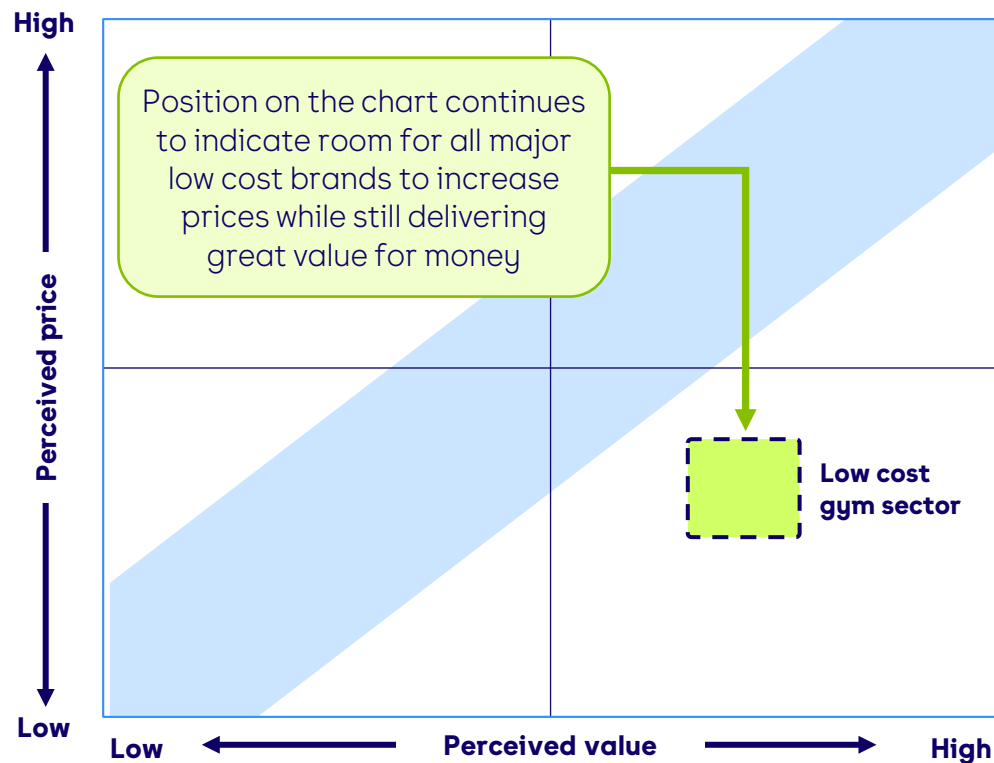 High
Position on the chart continues
to indicate room for all major
low cost brands to increase
prices while still delivering
great value for money
Perceived price
Low cost
gym sector
Low
Low
Perceived value
High